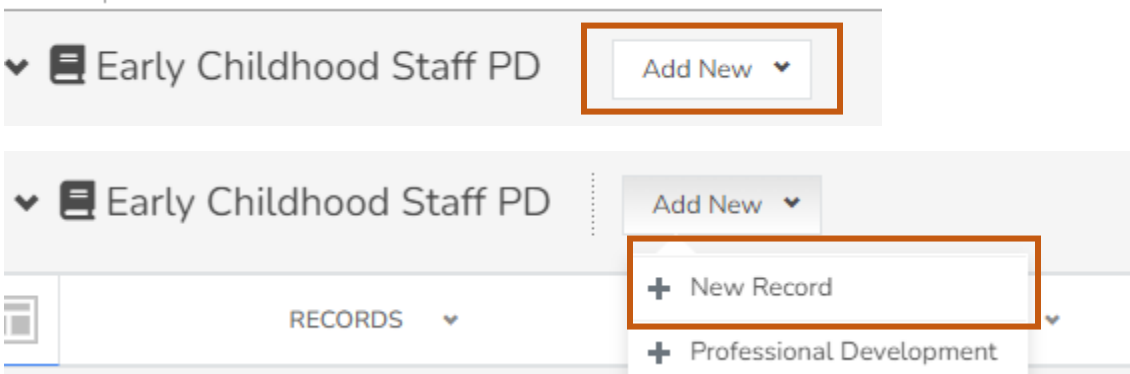 Early Childhood Staff PD Add New
Early Childhood Staff PD Add New
New Record
RECORDS
Professional Development